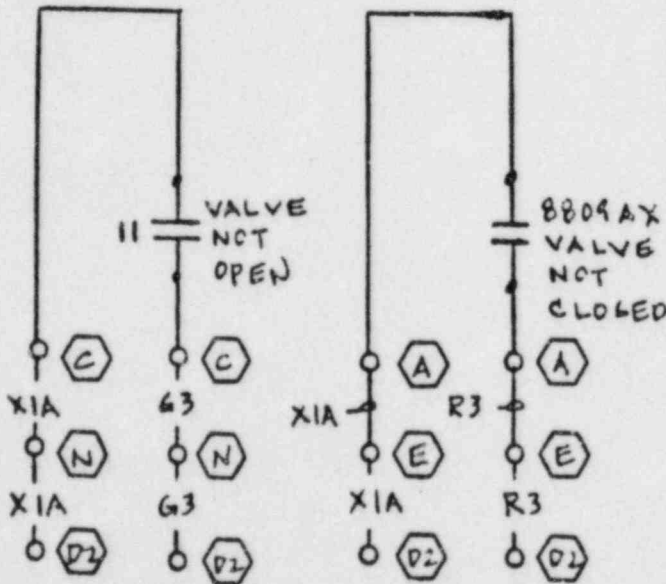 11 VALVE
NOT
OPEN
8809AX
VALVE
NOT
CLOSED
C C A A
X1A G3 X1A R3
N N E E
X1A G3 X1A R3
D2 D2 D2 D2